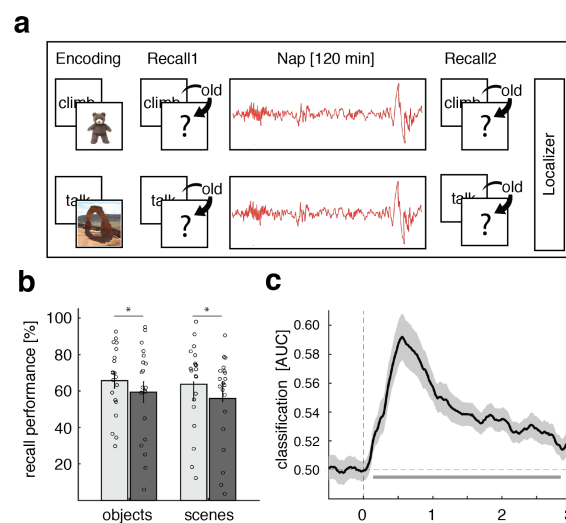 a
Encoding Recall1 Nap [120 min] Recall2
climb climb old climb old
? ?
talk talk old talk old
? ?
Localizer
b
recall performance [%]
100
80
60
40
20
* *
objects scenes
c
classification [AUC]
0.60
0.58
0.56
0.54
0.52
0.50
0 1 2 3